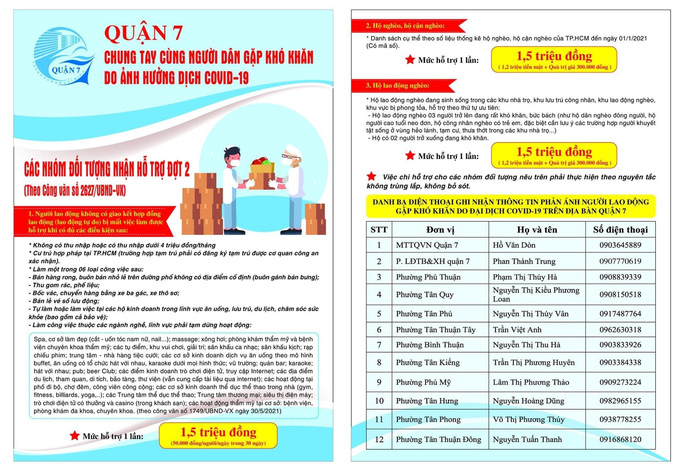 QUẬN 7
QUẬN 7
CHUNG TAY CÙNG NGƯỜI DÂN GẶP KHÓ KHĂN
DO ẢNH HƯỞNG DỊCH COVID-19
CÁC NHÓM ĐỐI TƯỢNG NHẬN HỖ TRỢ ĐỢT 2
(Theo Công văn số 2627/UBND-VX)
1. Người lao động không có giao kết hợp đồng
lao động (lao động tự do) bị mất việc làm được
hỗ trợ khi có đủ các điều kiện sau:
* Không có thu nhập hoặc có thu nhập dưới 4 triệu đồng/tháng
* Cư trú hợp pháp tại TP.HCM (trường hợp tạm trú phải có đăng ký tạm trú được cơ quan công an
xác nhận).
* Làm một trong 06 loại công việc sau:
- Bán hàng rong, buôn bán nhỏ lẻ trên đường phố không có địa điểm cố định (buôn gánh bán bưng);
- Thu gom rác, phế liệu;
- Bốc vác, chuyển hàng bằng xe ba gác, xe thô sơ;
- Bán lẻ vé số lưu động;
- Tự làm hoặc làm việc tại các hộ kinh doanh trong lĩnh vực ăn uống, lưu trú, du lịch, chăm sóc sức
khỏe (bao gồm cả bảo vệ);
- Làm công việc thuộc các ngành nghề, lĩnh vực phải tạm dừng hoạt động:
Spa, cơ sở làm đẹp (cắt - uốn tóc nam nữ, nail...); massage; xông hơi; phòng khám thẩm mỹ và bệnh
viện chuyên khoa thẩm mỹ; các tụ điểm, khu vui chơi, giải trí; sân khấu ca nhạc; sân khấu kịch; rạp
chiếu phim; trung tâm - nhà hàng tiệc cưới; các cơ sở kinh doanh dịch vụ ăn uống theo mô hình
buffet, ăn uống có tổ chức hát với nhau, karaoke dưới mọi hình thức; vũ trường; quán bar; karaoke;
hát với nhau; pub; beer Club; các điểm kinh doanh trò chơi điện tử, truy cập Internet; các địa điểm
du lịch, tham quan, di tích, bảo tàng, thư viện (vẫn cung cấp tài liệu qua internet); các hoạt động tại
phố đi bộ, chợ đêm, công viên công cộng; các cơ sở kinh doanh thể dục thể thao trong nhà (gym,
fitness, billiards, yoga...); các Trung tâm thể dục thể thao; Trung tâm thương mại; siêu thị điện máy;
trò chơi điện tử có thưởng và casino (trong khách sạn); các hoạt động thẩm mỹ tại cơ sở: bệnh viện,
phòng khám đa khoa, chuyên khoa. (theo công văn số 1749/UBND-VX ngày 30/5/2021)
Mức hỗ trợ 1 lần:
1,5 triệu đồng
(50.000 đồng/người/ngày trong 30 ngày)
2. Hộ nghèo, hộ cận nghèo:
* Danh sách cụ thể theo số liệu thống kê hộ nghèo, hộ cận nghèo của TP.HCM đến ngày 01/1/2021
(Có mã số).
Mức hỗ trợ 1 lần:
1,5 triệu đồng
( 1,2 triệu tiền mặt + Quà trị giá 300.000 đồng )
3. Hộ lao động nghèo:
* Hộ lao động nghèo đang sinh sống trong các khu nhà trọ, khu lưu trú công nhân, khu lao động nghèo,
khu vực bị phong tỏa, hỗ trợ theo thứ tự ưu tiên:
- Hộ lao động nghèo 03 người trở lên đang rất khó khăn, bức bách (như hộ dân nghèo đông người, hộ
người cao tuổi neo đơn, hộ công nhân nghèo có trẻ em, đặc biệt cần lưu ý các trường hợp người khuyết
tật sống ở vùng hẻo lánh, tạm cư, thưa thớt trong các khu nhà trọ...)
- Hộ có 02 người trở xuống đang khó khăn.
Mức hỗ trợ 1 lần:
1,5 triệu đồng
( 1,2 triệu tiền mặt + Quà trị giá 300.000 đồng )
Việc chi hỗ trợ cho các nhóm đối tượng nêu trên phải thực hiện theo nguyên tắc
không trùng lắp, không bỏ sót.
DANH BẠ ĐIỆN THOẠI GHI NHẬN THÔNG TIN PHẢN ÁNH NGƯỜI LAO ĐỘNG
GẶP KHÓ KHĂN DO ĐẠI DỊCH COVID-19 TRÊN ĐỊA BÀN QUẬN 7
STT Đơn vị Họ và tên Số điện thoại
1 MTTQVN Quận 7 Hồ Văn Dòn 0903645889
2 P. LĐTB&XH quận 7 Phan Thành Trung 0907770619
3 Phường Phú Thuận Phạm Thị Thúy Hà 0908839339
4 Phường Tân Quy Nguyễn Thị Kiều Phương Loan 0908150518
5 Phường Tân Phú Nguyễn Thị Thúy Vân 0917487764
6 Phường Tân Thuận Tây Trần Việt Anh 0962630318
7 Phường Bình Thuận Nguyễn Thị Thu Hà 0903833926
8 Phường Tân Kiểng Trần Thị Phương Huyên 0903384338
9 Phường Phú Mỹ Lâm Thị Phương Thảo 0909273224
10 Phường Tân Hưng Nguyễn Hoàng Dũng 0982965155
11 Phường Tân Phong Võ Thị Phương Thúy 0938778255
12 Phường Tân Thuận Đông Nguyễn Tuấn Thanh 0916868120